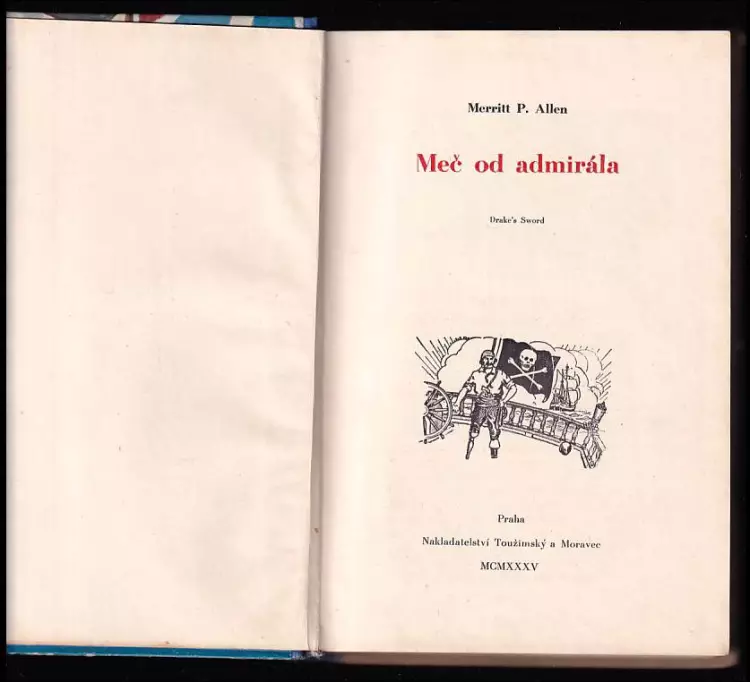 Merritt P. Allen
Meč od admirála
Drake's Sword
Praha
Nakladatelství Toužimský a Moravec
MCMXXXV